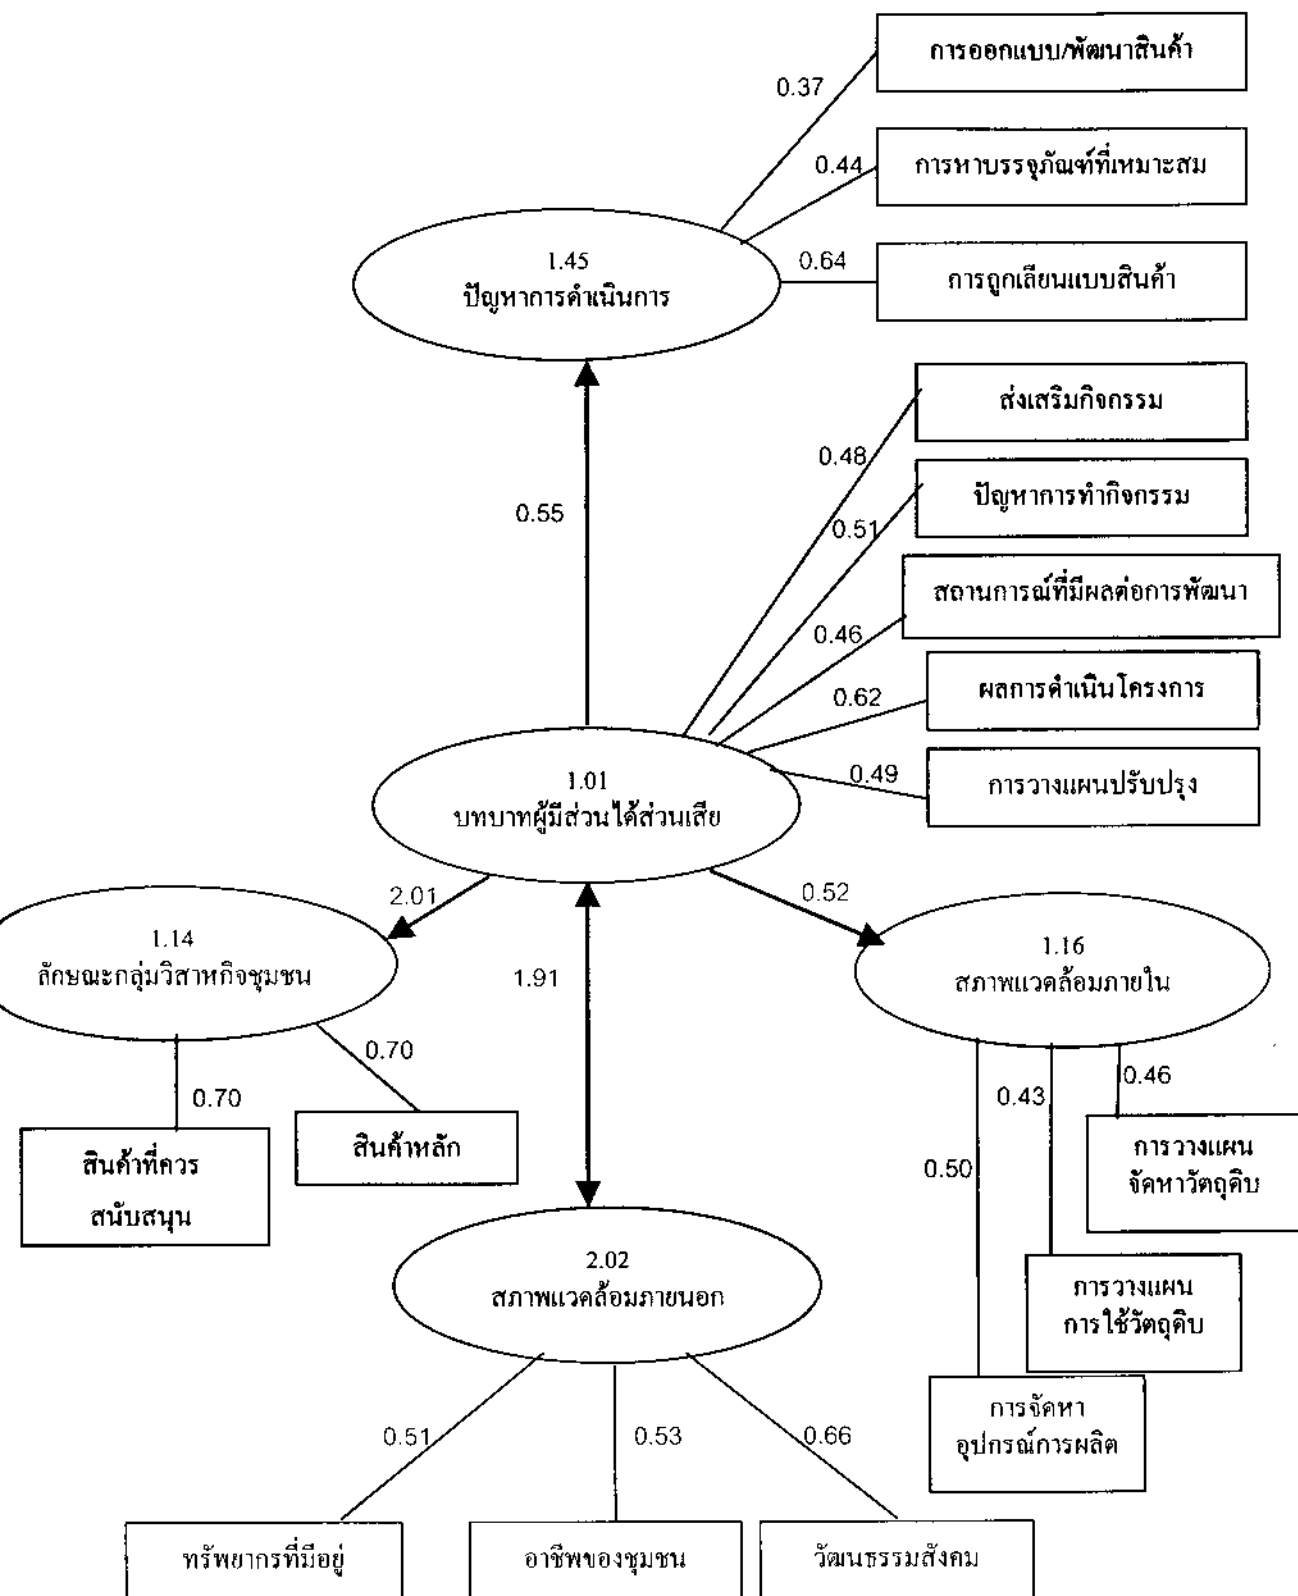 การออกแบบ/พัฒนาสินค้า
0.37
0.44
การหาบรรจุภัณฑ์ที่เหมาะสม
1.45
ปัญหาการดำเนินการ
0.64
การถูกเลียนแบบสินค้า
ส่งเสริมกิจกรรม
0.48
ปัญหาการทำกิจกรรม
0.55
0.51
สถานการณ์ที่มีผลต่อการพัฒนา
0.46
ผลการดำเนินโครงการ
0.62
1.01
บทบาทผู้มีส่วนได้ส่วนเสีย
0.49
การวางแผนปรับปรุง
2.01
0.52
1.14
ลักษณะกลุ่มวิสาหกิจชุมชน
1.91
1.16
สภาพแวดล้อมภายใน
0.70
0.70
0.43
0.46
สินค้าที่ควร
สนับสนุน
สินค้าหลัก
0.50
การวางแผน
จัดหาวัตถุดิบ
2.02
สภาพแวดล้อมภายนอก
การวางแผน
การใช้วัตถุดิบ
การจัดหา
อุปกรณ์การผลิต
0.51
0.53
0.66
ทรัพยากรที่มีอยู่
อาชีพของชุมชน
วัฒนธรรมสังคม